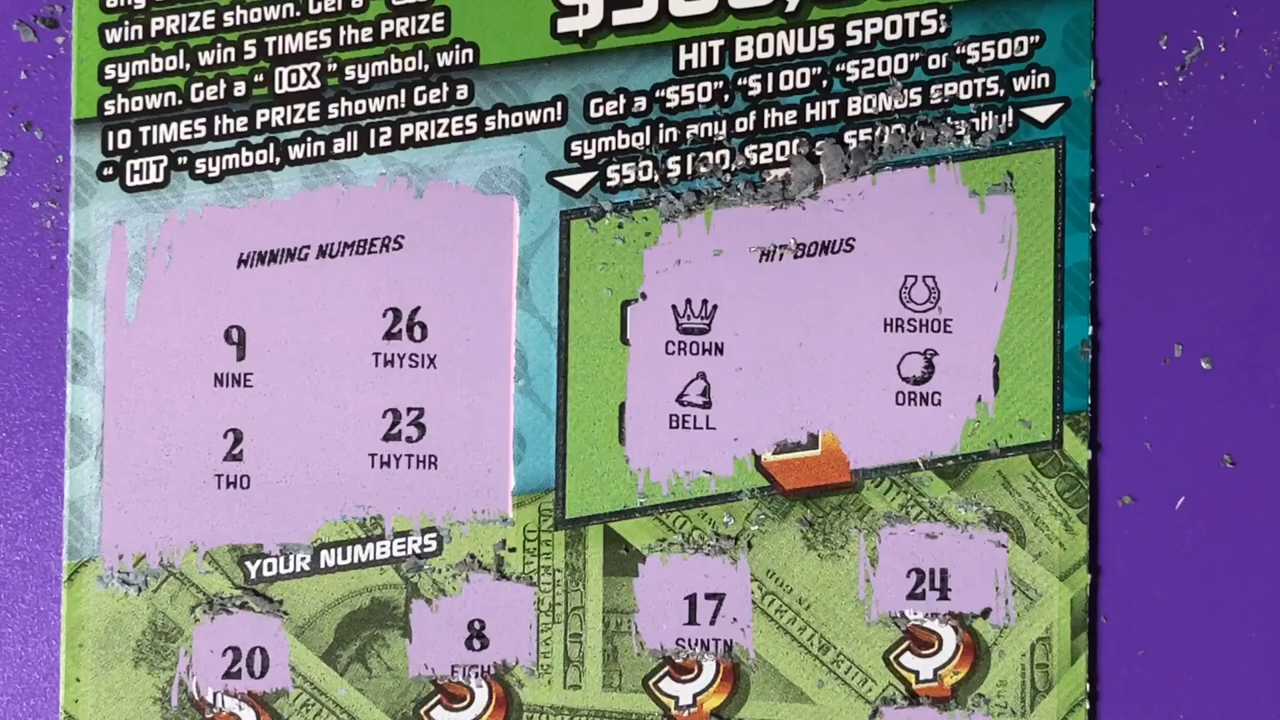 win PRIZE shown. Get a "
symbol, win 5 TIMES the PRIZE
shown. Get a " 10X " symbol, win
10 TIMES the PRIZE shown! Get a
" HIT " symbol, win all 12 PRIZES shown!
HIT BONUS SPOTS:
Get a "$50", "$100", "$200" or "$500"
symbol in any of the HIT BONUS SPOTS, win
$50, $100, $200
WINNING NUMBERS
9
NINE
26
TWYSIX
2
TWO
23
TWYTHR
HIT BONUS
CROWN
HRSHOE
BELL
ORNG
YOUR NUMBERS
20
8
EIGH
17
SVNTN
24